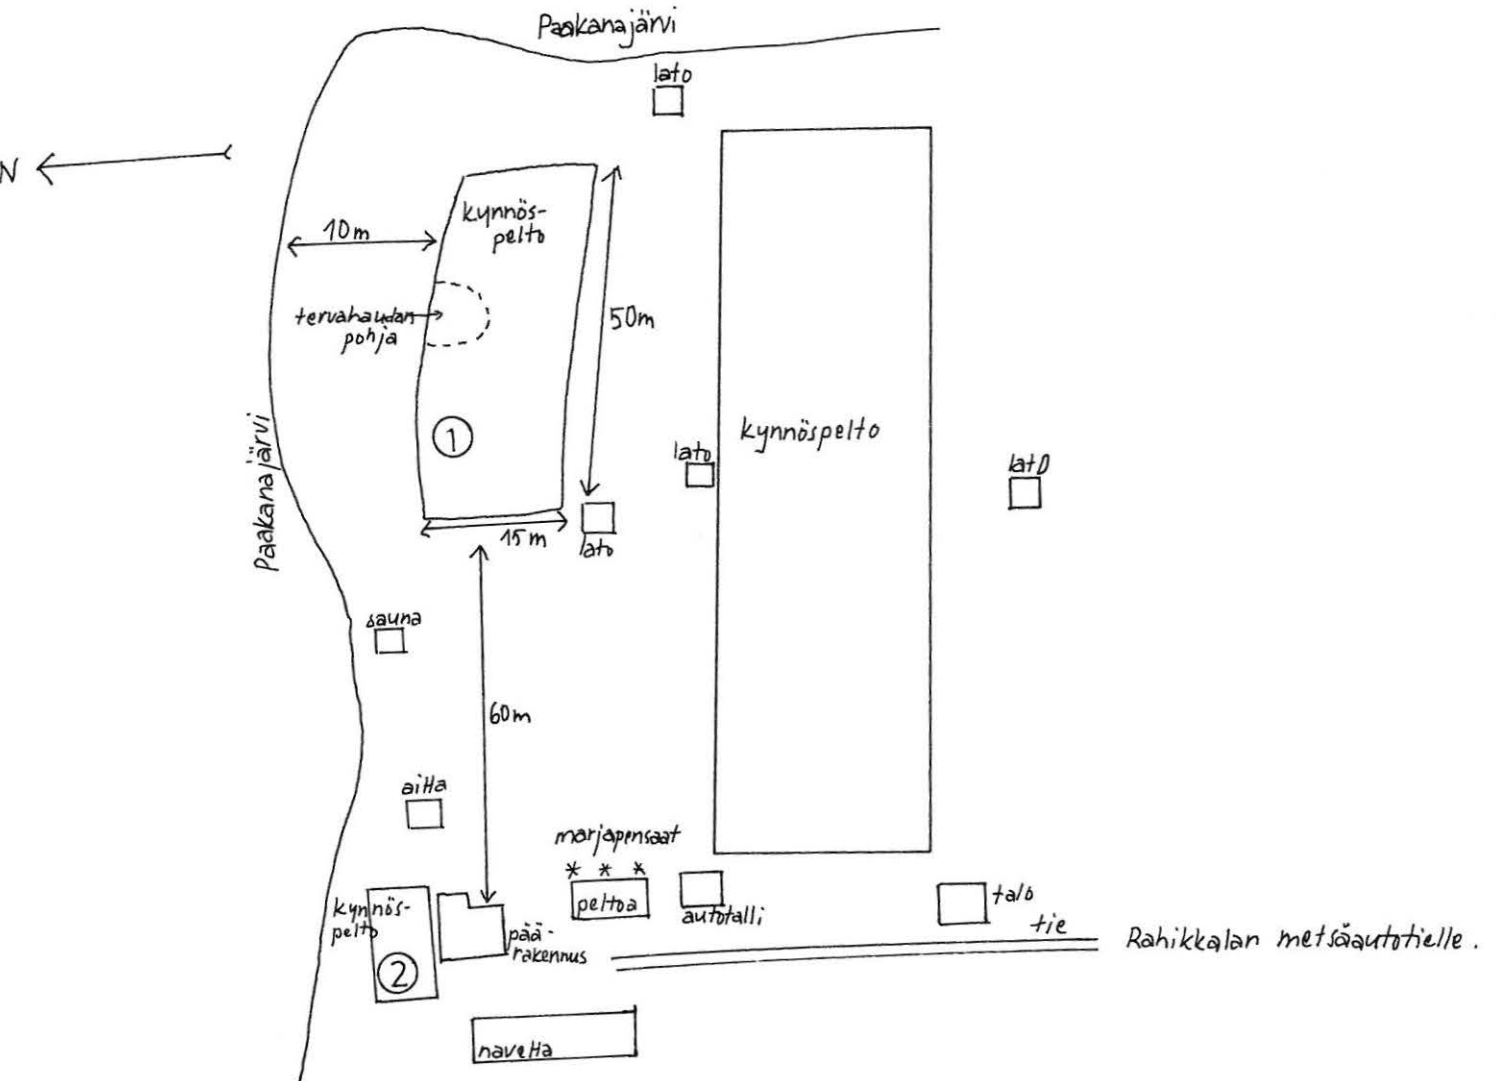 Paakanajärvi
lato
N
kynnös-
pelto
10m
tervahaudan
pohja
50m
1
kynnöspelto
lato
lato
Paakanajärvi
15m
lato
sauna
60m
aitta
marjapensaat
* * *
peltoa
autotalli
talo
tie
Rahikkalan metsäautotielle.
kynnös-
pelto
2
pää-
rakennus
navetta